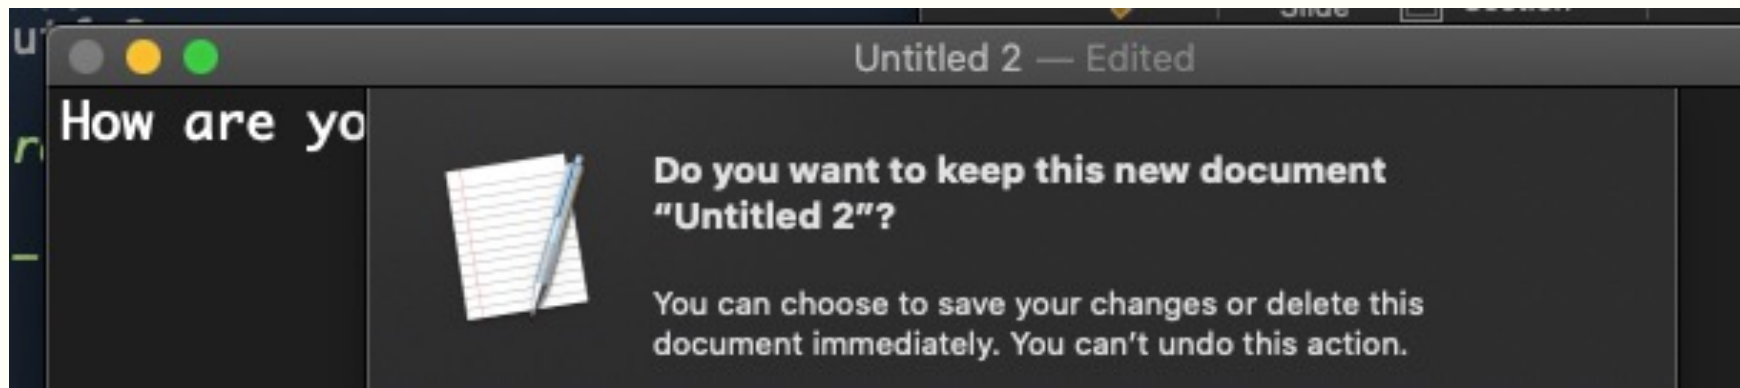 Untitled 2 — Edited
How are yo
Do you want to keep this new document
“Untitled 2”?
You can choose to save your changes or delete this
document immediately. You can’t undo this action.